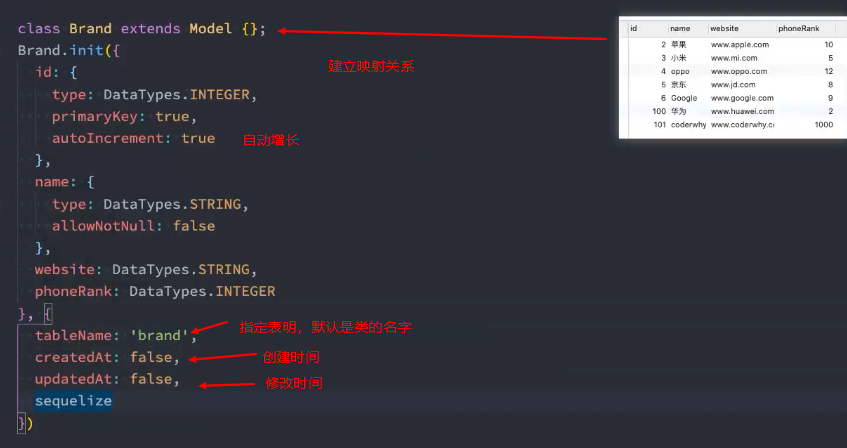 class Brand extends Model {};
Brand.init({
id: {
type: DataTypes.INTEGER,
primaryKey: true,
autoIncrement: true
},
name: {
type: DataTypes.STRING,
allowNotNull: false
},
website: DataTypes.STRING,
phoneRank: DataTypes.INTEGER
}, {
tableName: 'brand',
createdAt: false,
updatedAt: false,
sequelize
})
建立映射关系
自动增长
指定表明，默认是类的名字
创建时间
修改时间
id name website phoneRank
2 苹果 www.apple.com 10
3 小米 www.mi.com 5
4 oppo www.oppo.com 12
5 京东 www.jd.com 8
6 Google www.google.com 9
100 华为 www.huawei.com 2
101 coderwhy www.coderwhy.c 1000